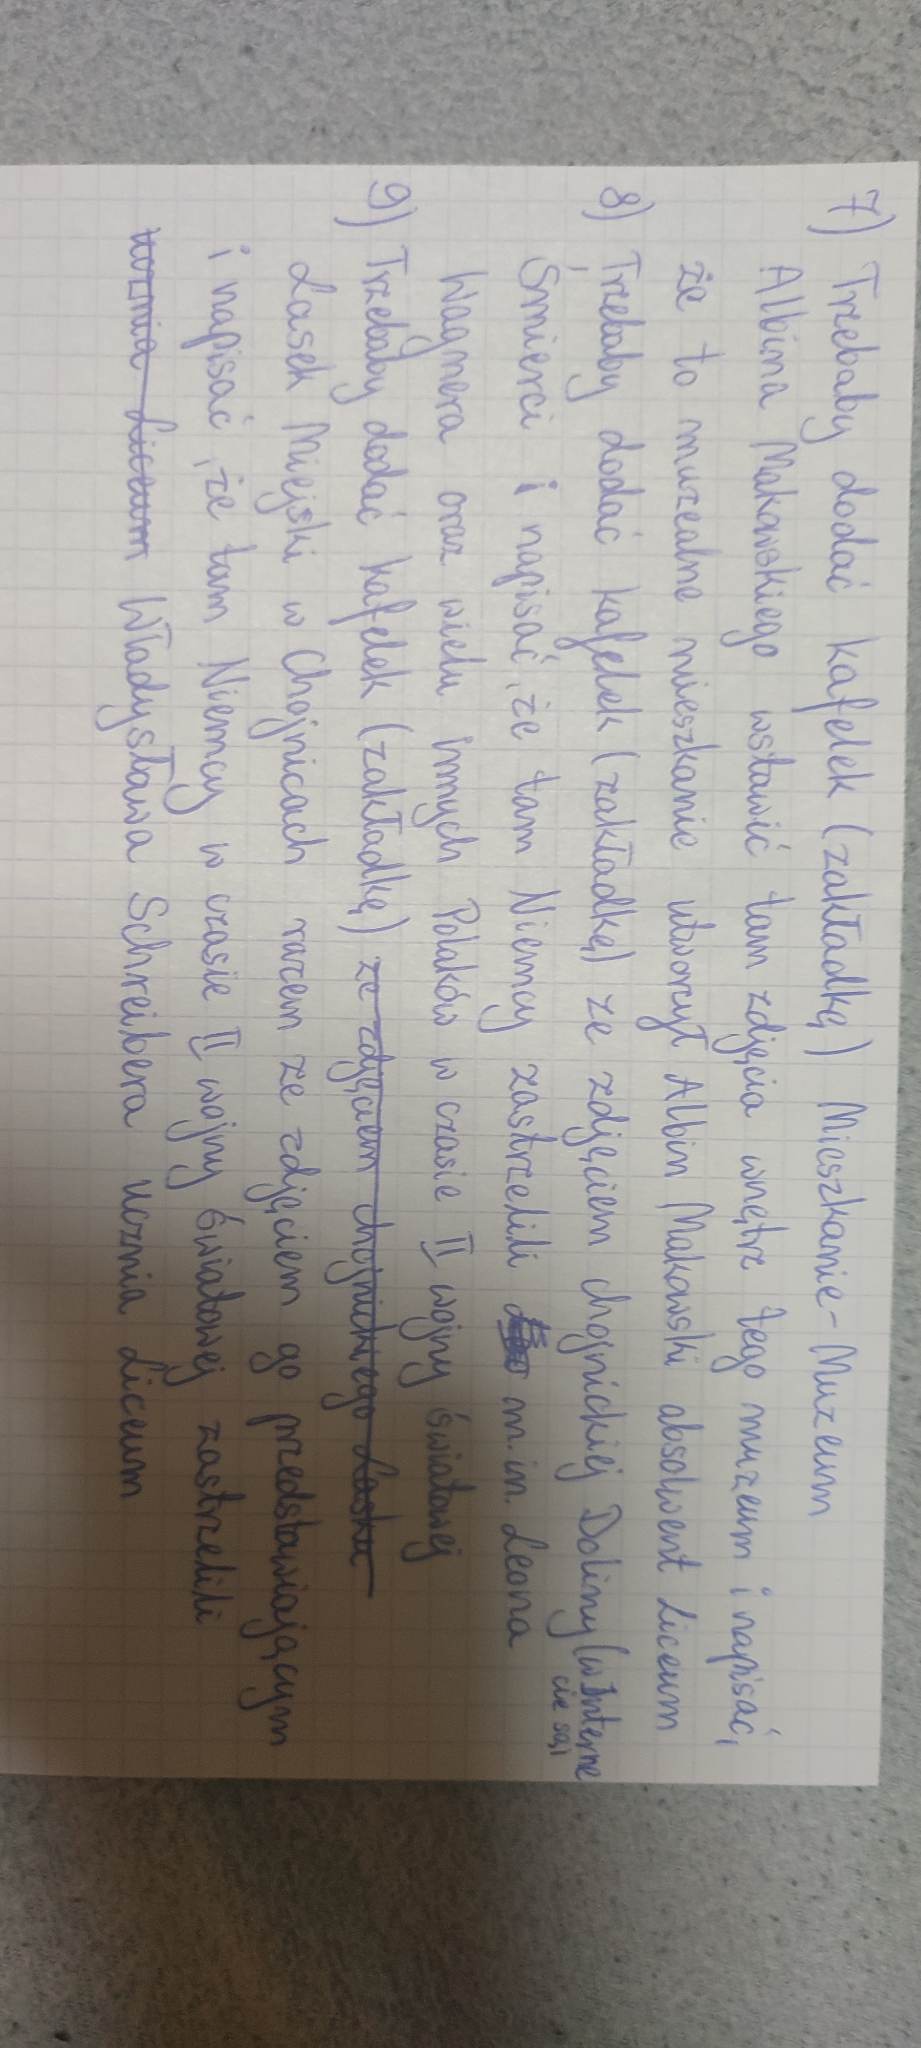 7) Trzebaby dodać kafelek (zakładkę) Mieszkanie-Muzeum
Albina Makowskiego wstawić tam zdjęcia wnętrz tego muzeum i napisać,
że to muzealne mieszkanie utworzył Albin Makowski absolwent Liceum
8) Trzebaby dodać kafelek (zakładkę) ze zdjęciem chojnickiej Doliny (w Interne
cie są)
Śmierci i napisać, że tam Niemcy zastrzelili m.in. Leona
Wagnera oraz wielu innych Polaków w czasie II wojny światowej
9) Trzebaby dodać kafelek (zakładkę) ze zdjęciem chojnickiego Lasku
Lasek Miejski w Chojnicach razem ze zdjęciem go przedstawiającym
i napisać, że tam Niemcy w czasie II wojny światowej zastrzelili
ucznia Liceum Władysława Schreibera ucznia Liceum